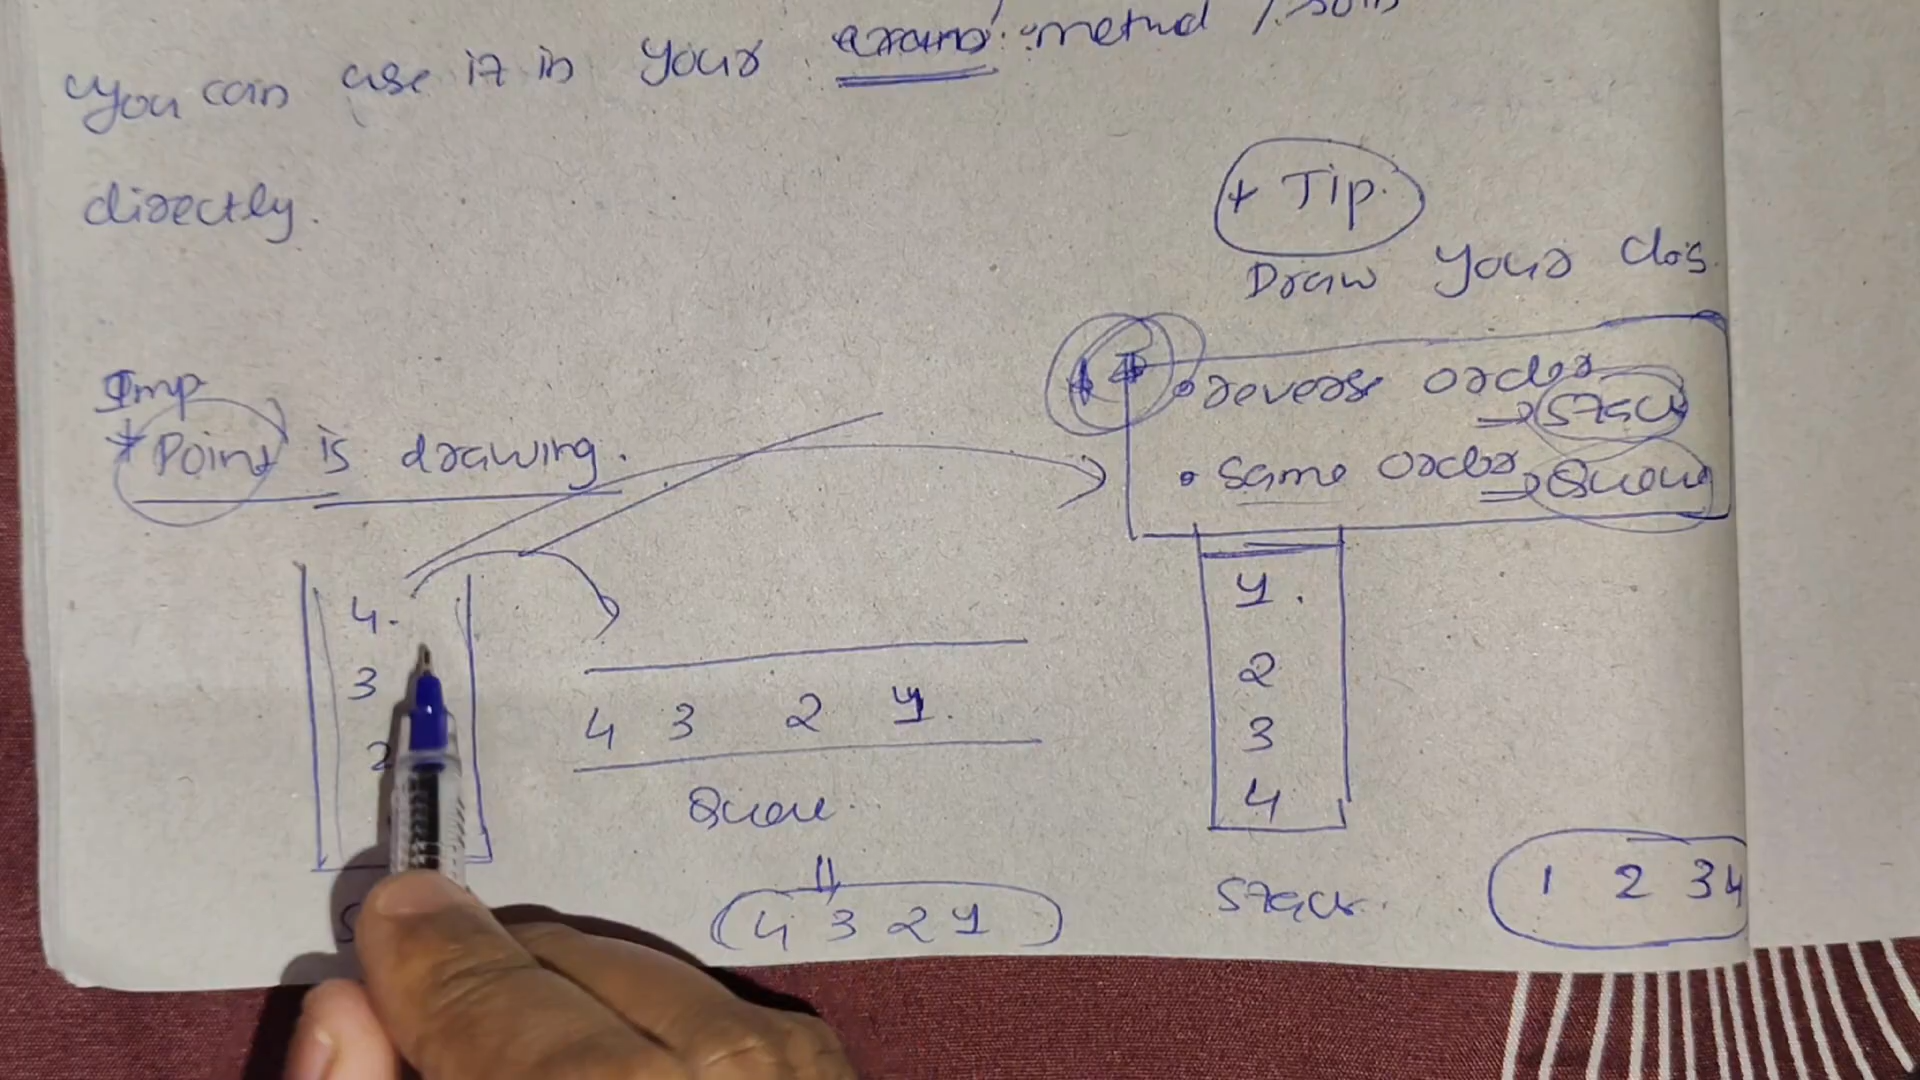 you can use it in your exam method /
directly.
+ Tip.
Draw your
Imp
* Point is drawing.
• reverse order
⇒ Stack
• same order ⇒ Queue
4.
3
2
4 3 2 1.
Queue.
4 3 2 1
1.
2
3
4
Stack.
1 2 3 4